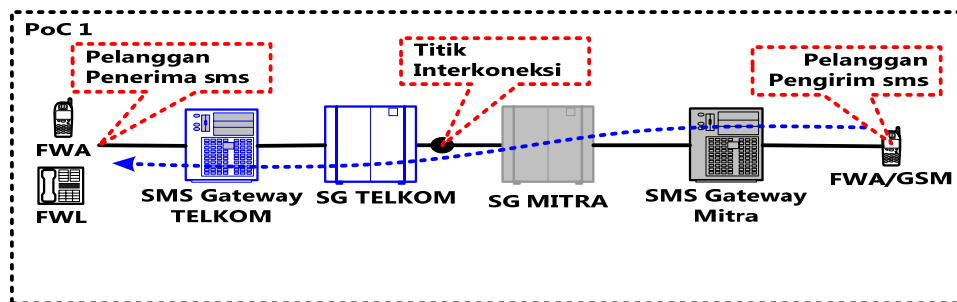 PoC 1
Pelanggan
Penerima sms
Titik
Interkoneksi
Pelanggan
Pengirim sms
FWA
FWL
SMS Gateway
TELKOM
SG TELKOM
SG MITRA
SMS Gateway
Mitra
FWA/GSM